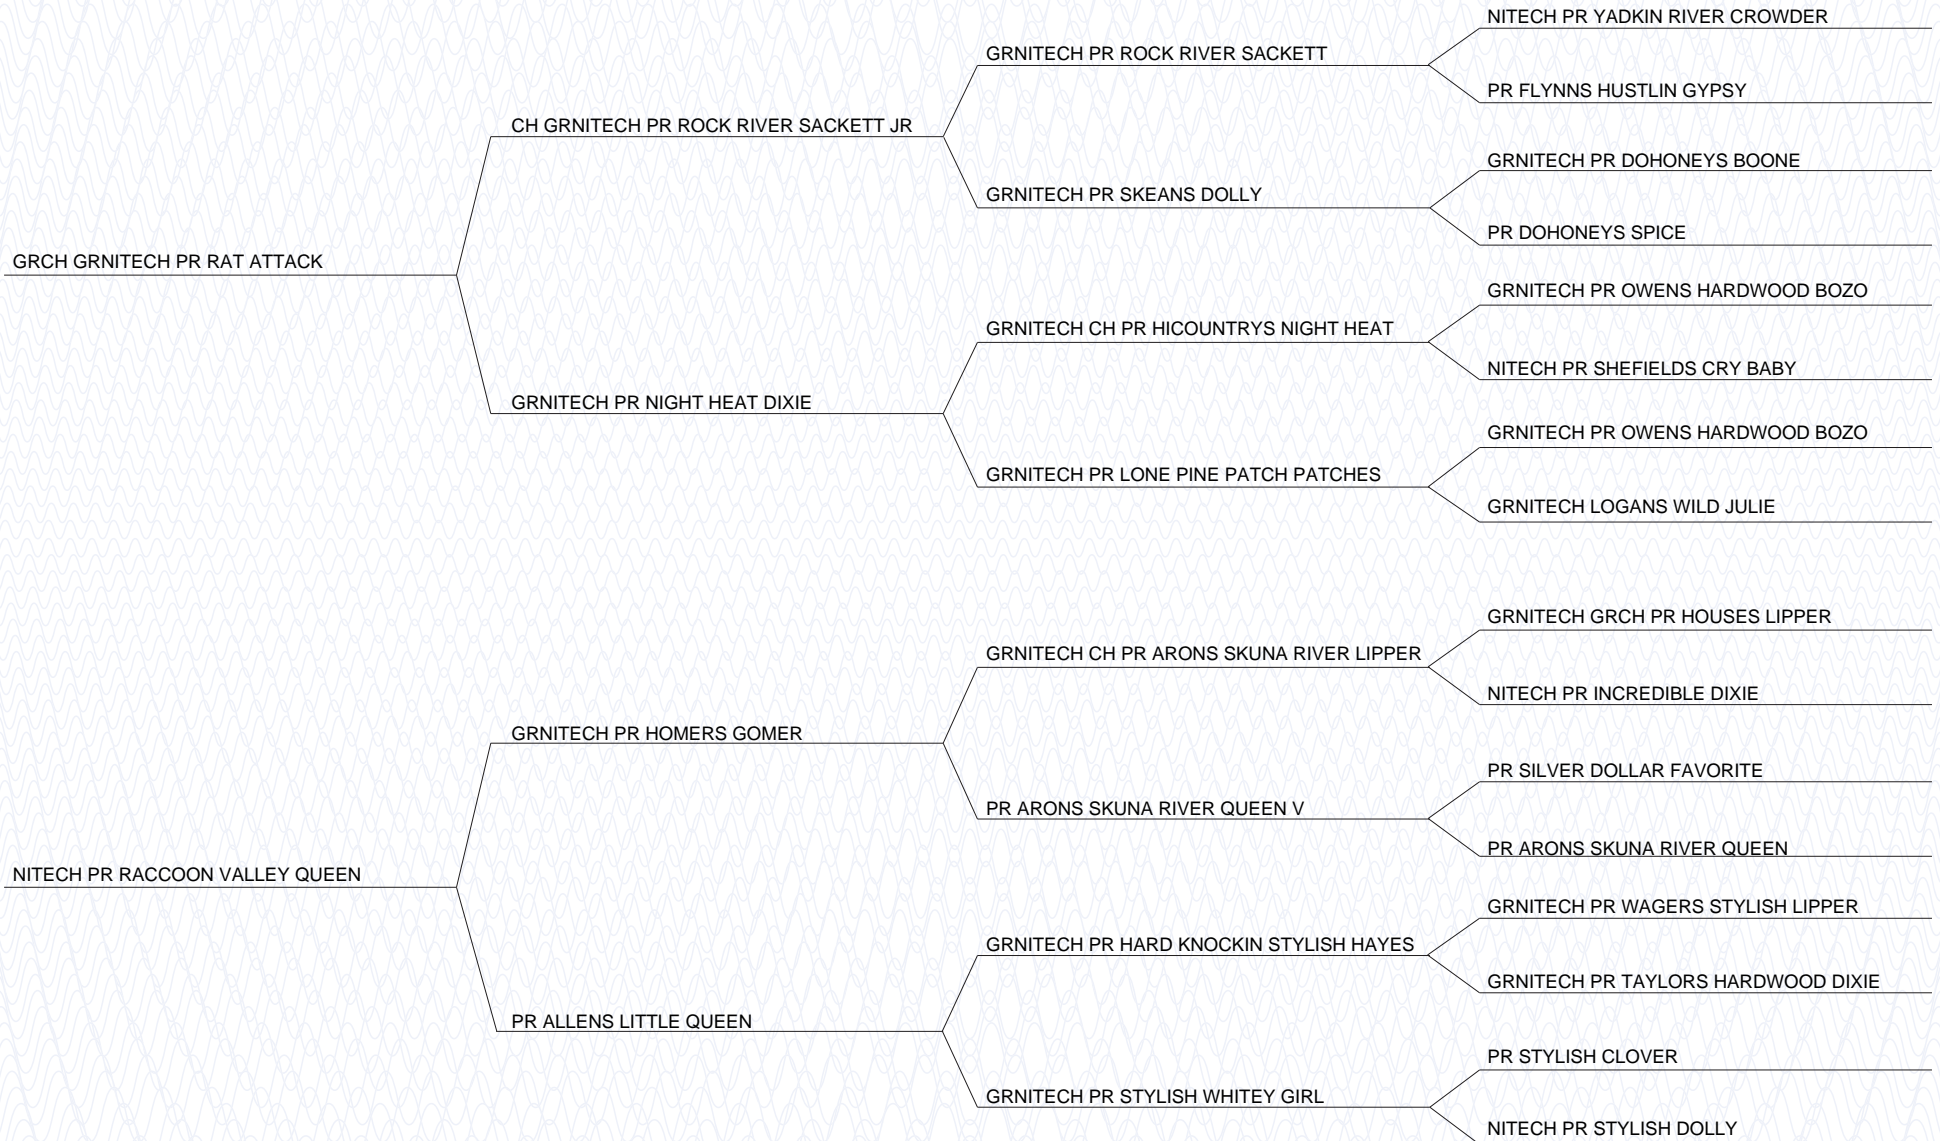 NITECH PR YADKIN RIVER CROWDER
GRNITECH PR ROCK RIVER SACKETT
PR FLYNNS HUSTLIN GYPSY
CH GRNITECH PR ROCK RIVER SACKETT JR
GRNITECH PR DOHONEYS BOONE
GRNITECH PR SKEANS DOLLY
PR DOHONEYS SPICE
GRCH GRNITECH PR RAT ATTACK
GRNITECH PR OWENS HARDWOOD BOZO
GRNITECH CH PR HICOUNTRYS NIGHT HEAT
NITECH PR SHEFIELDS CRY BABY
GRNITECH PR NIGHT HEAT DIXIE
GRNITECH PR OWENS HARDWOOD BOZO
GRNITECH PR LONE PINE PATCH PATCHES
GRNITECH LOGANS WILD JULIE
GRNITECH GRCH PR HOUSES LIPPER
GRNITECH CH PR ARONS SKUNA RIVER LIPPER
NITECH PR INCREDIBLE DIXIE
GRNITECH PR HOMERS GOMER
PR SILVER DOLLAR FAVORITE
PR ARONS SKUNA RIVER QUEEN V
PR ARONS SKUNA RIVER QUEEN
NITECH PR RACCOON VALLEY QUEEN
GRNITECH PR WAGERS STYLISH LIPPER
GRNITECH PR HARD KNOCKIN STYLISH HAYES
GRNITECH PR TAYLORS HARDWOOD DIXIE
PR ALLENS LITTLE QUEEN
PR STYLISH CLOVER
GRNITECH PR STYLISH WHITEY GIRL
NITECH PR STYLISH DOLLY